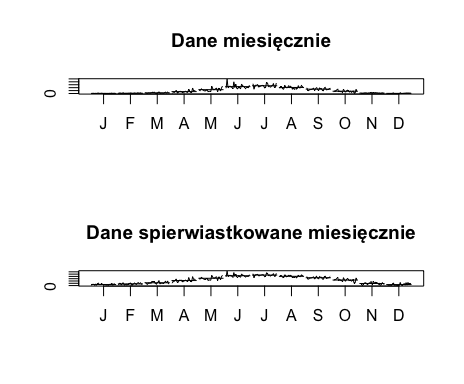 Dane miesięcznie
0
J F M A M J J A S O N D
Dane spierwiastkowane miesięcznie
0
J F M A M J J A S O N D